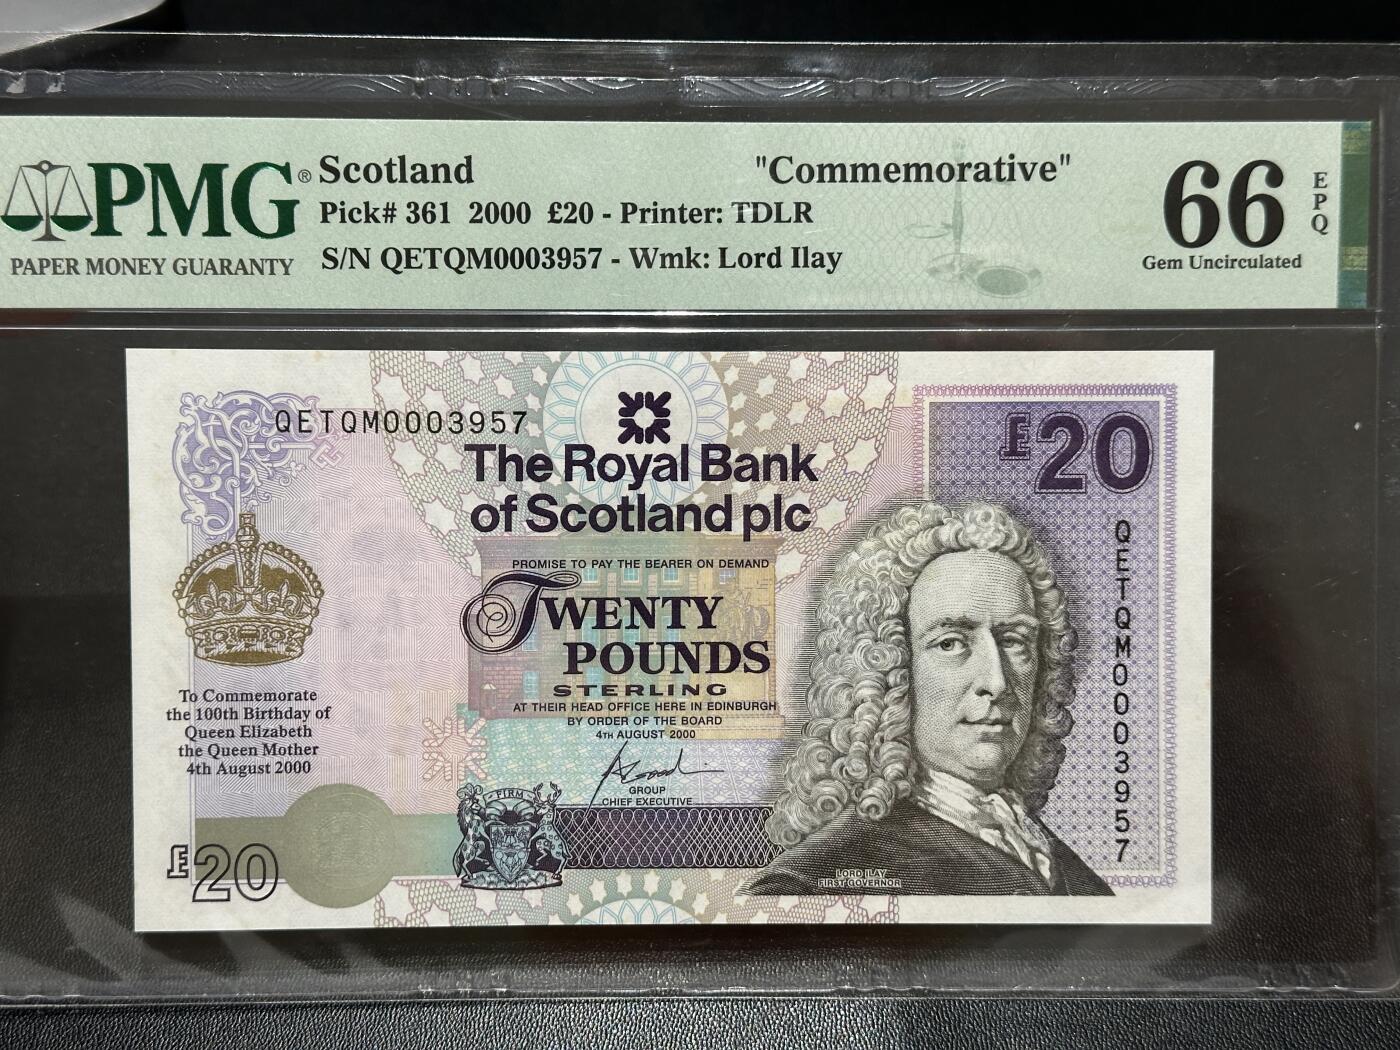 PMG® Scotland "Commemorative" 66 EPQ
Pick# 361 2000 £20 - Printer: TDLR
S/N QETQM0003957 - Wmk: Lord Ilay
PAPER MONEY GUARANTY
Gem Uncirculated
QETQM0003957
The Royal Bank
of Scotland plc
£20
PROMISE TO PAY THE BEARER ON DEMAND
TWENTY
POUNDS
STERLING
AT THEIR HEAD OFFICE HERE IN EDINBURGH
BY ORDER OF THE BOARD
4TH AUGUST 2000
GROUP
CHIEF EXECUTIVE
To Commemorate
the 100th Birthday of
Queen Elizabeth
the Queen Mother
4th August 2000
£20
FIRM
LORD ILAY
FIRST GOVERNOR
QETQM0003957